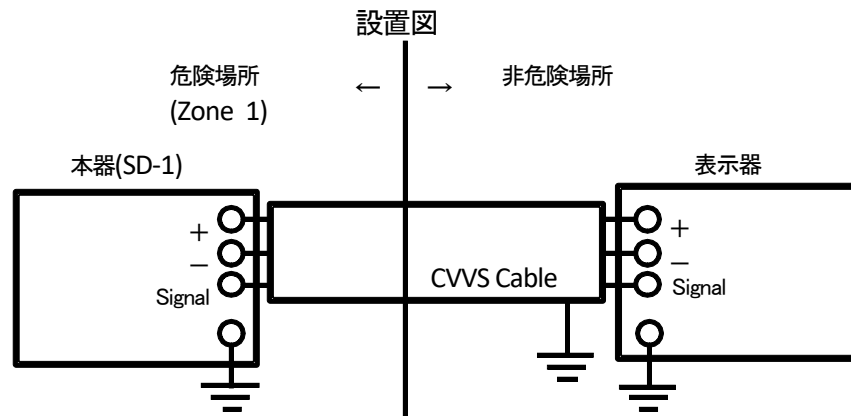 設置図
危険場所
(Zone 1)
← →
非危険場所
本器(SD-1)
表示器
+
−
Signal
CVVS Cable
+
−
Signal